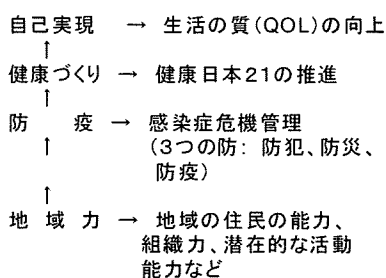 自己実現 → 生活の質(QOL)の向上
↑
健康づくり → 健康日本21の推進
↑
防疫 → 感染症危機管理
↑ (3つの防: 防犯、防災、
防疫)
↑
地域力 → 地域の住民の能力、
組織力、潜在的な活動
能力など